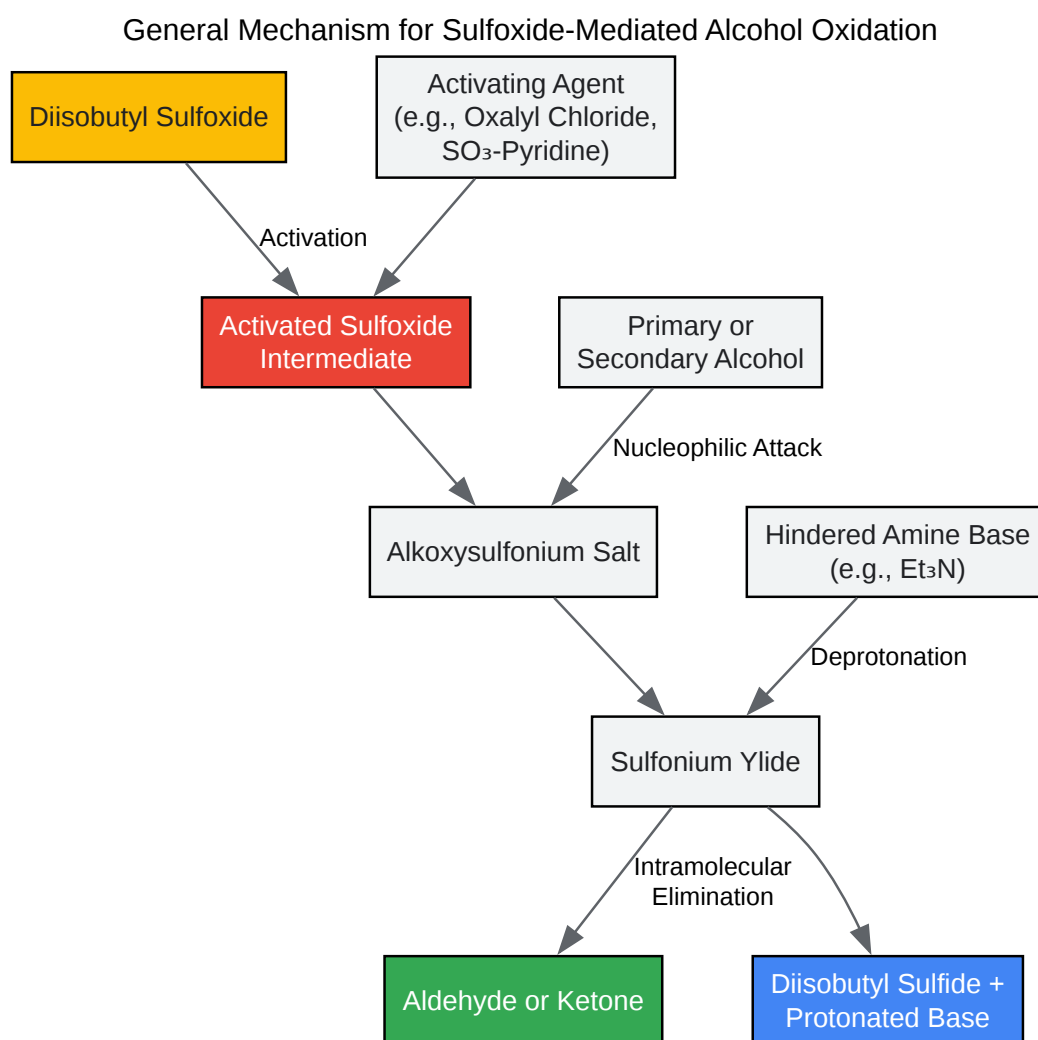 General Mechanism for Sulfoxide-Mediated Alcohol Oxidation
Diisobutyl Sulfoxide
Activating Agent
(e.g., Oxalyl Chloride,
SO₃-Pyridine)
Activation
Activated Sulfoxide
Intermediate
Primary or
Secondary Alcohol
Nucleophilic Attack
Alkoxysulfonium Salt
Hindered Amine Base
(e.g., Et₃N)
Deprotonation
Sulfonium Ylide
Intramolecular
Elimination
Aldehyde or Ketone
Diisobutyl Sulfide +
Protonated Base